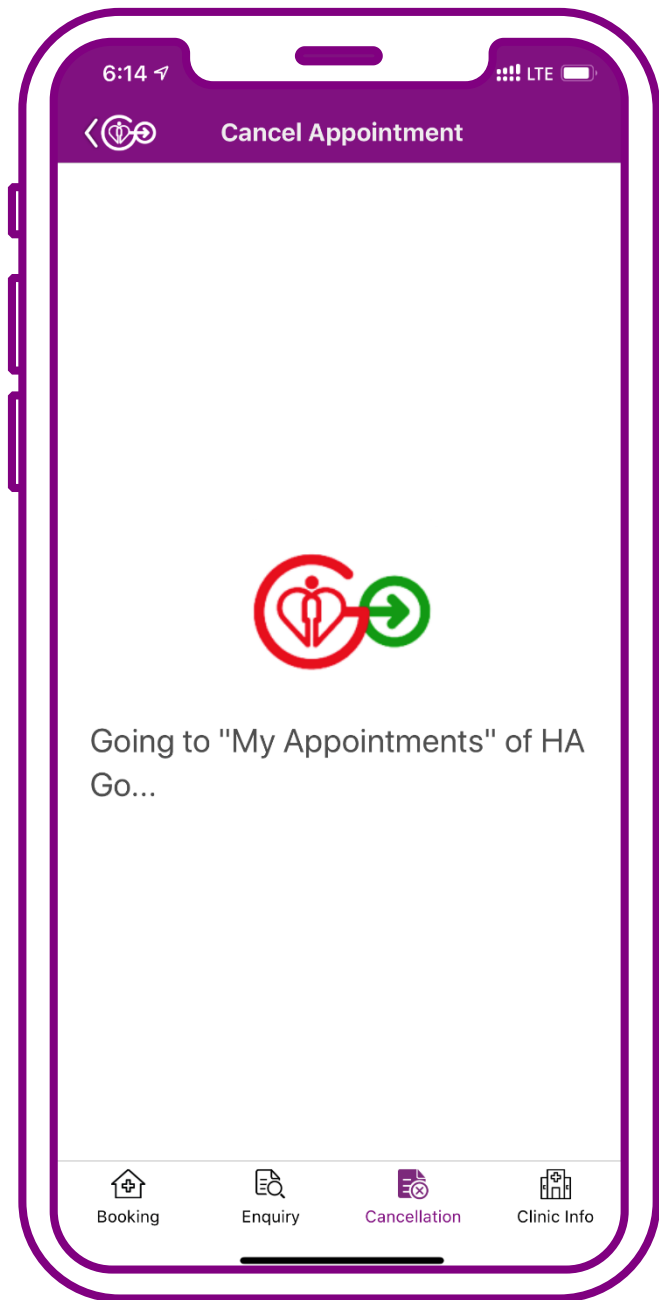 6:14
LTE
Cancel Appointment
Going to "My Appointments" of HA
Go...
Booking
Enquiry
Cancellation
Clinic Info